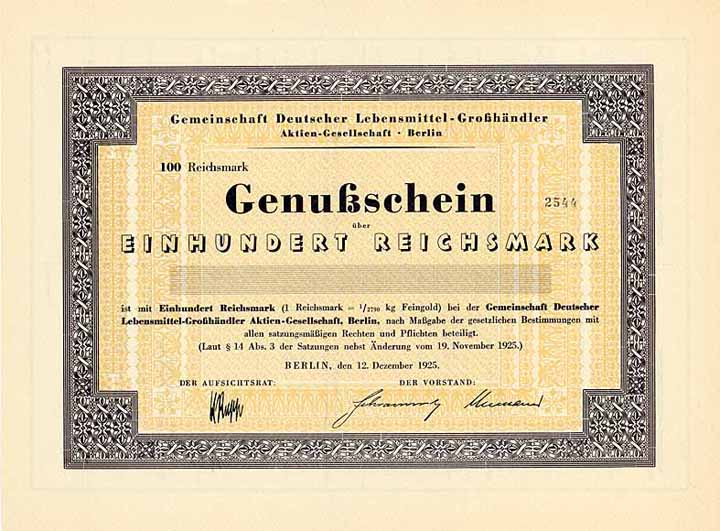 Gemeinschaft Deutscher Lebensmittel-Großhändler
Aktien-Gesellschaft · Berlin
100 Reichsmark
Genußschein
2544
über
EINHUNDERT REICHSMARK
ist mit Einhundert Reichsmark (1 Reichsmark = 1/2790 kg Feingold) bei der Gemeinschaft Deutscher
Lebensmittel-Großhändler Aktien-Gesellschaft, Berlin, nach Maßgabe der gesetzlichen Bestimmungen mit
allen satzungsmäßigen Rechten und Pflichten beteiligt.
(Laut § 14 Abs. 3 der Satzungen nebst Änderung vom 19. November 1925.)
BERLIN, den 12. Dezember 1925.
DER AUFSICHTSRAT: DER VORSTAND: